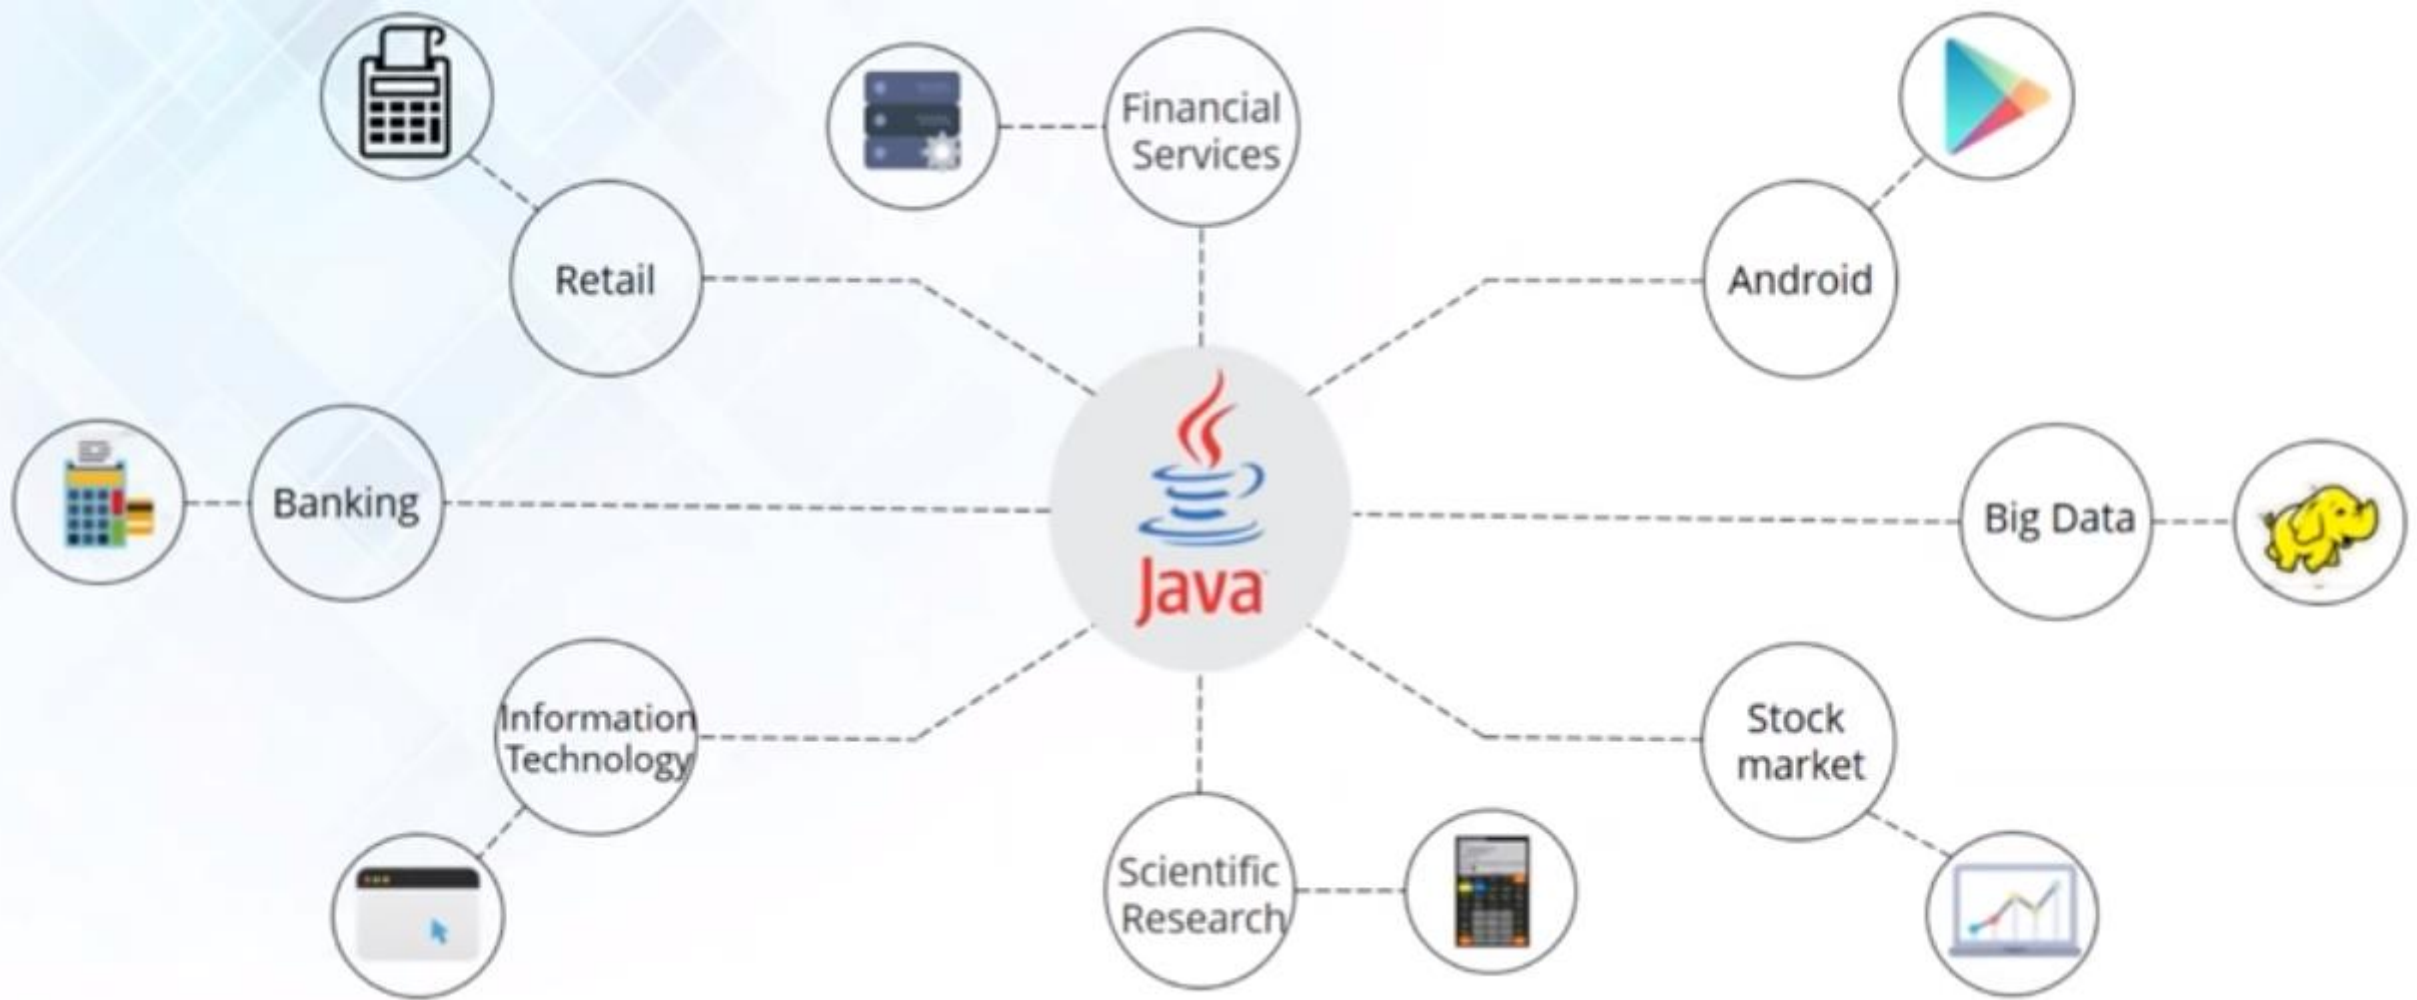 Financial
Services
Retail
Android
Banking
Java
Big Data
Information
Technology
Stock
market
Scientific
Research